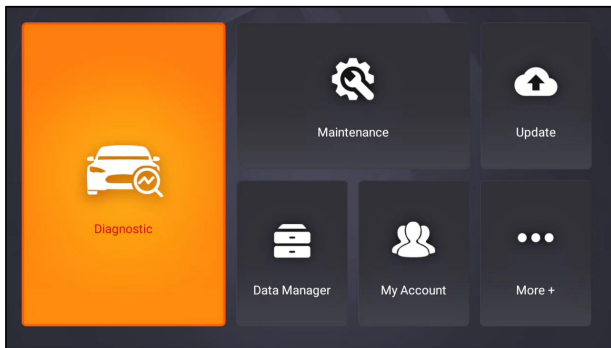 Diagnostic
Maintenance
Update
Data Manager
My Account
More +